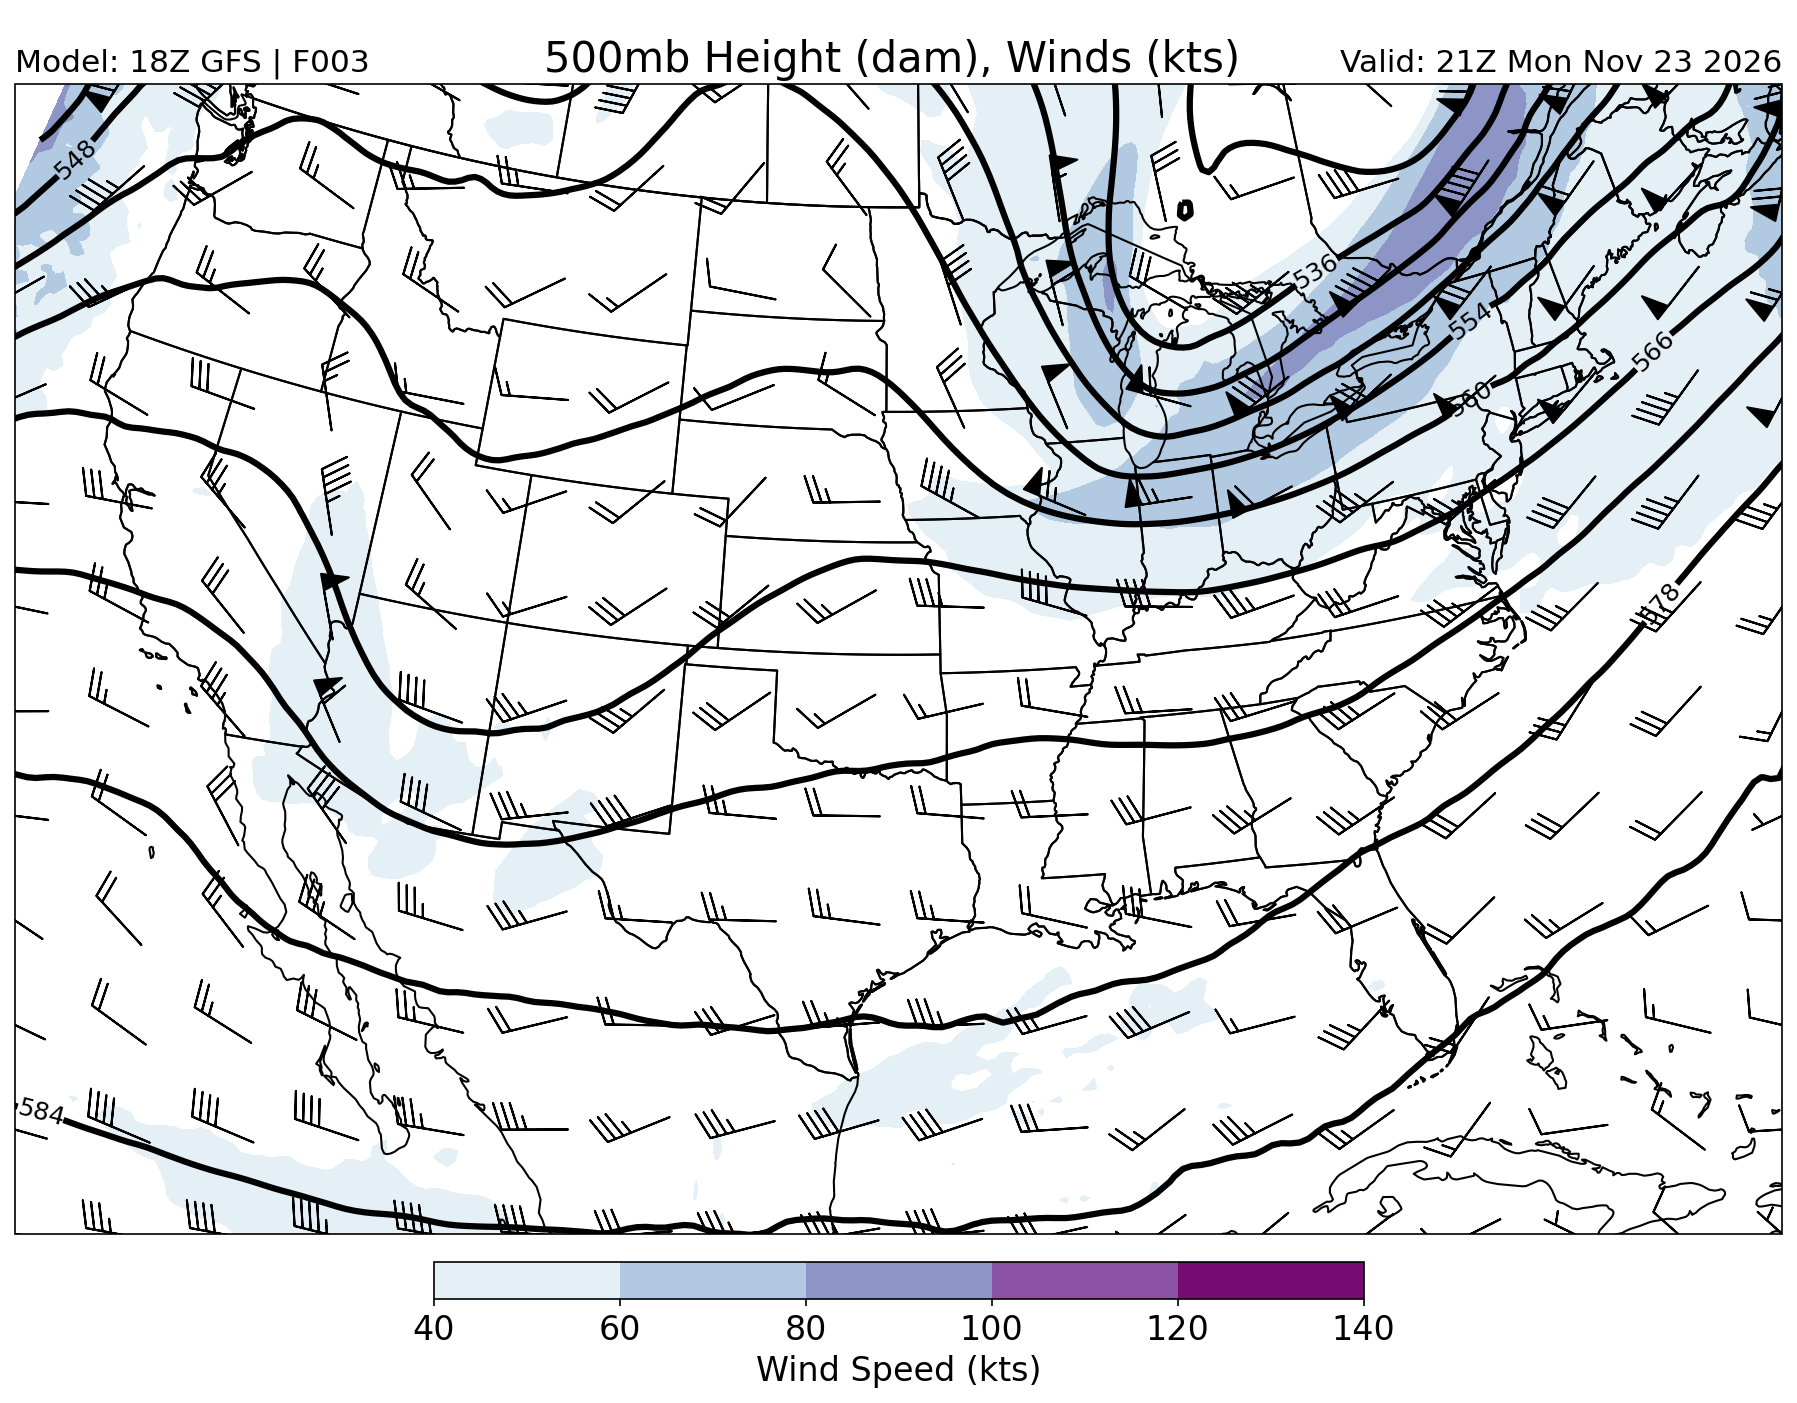 Model: 18Z GFS | F003
500mb Height (dam), Winds (kts)
Valid: 21Z Mon Nov 23 2026
548
536
554
566
560
578
584
40 60 80 100 120 140
Wind Speed (kts)